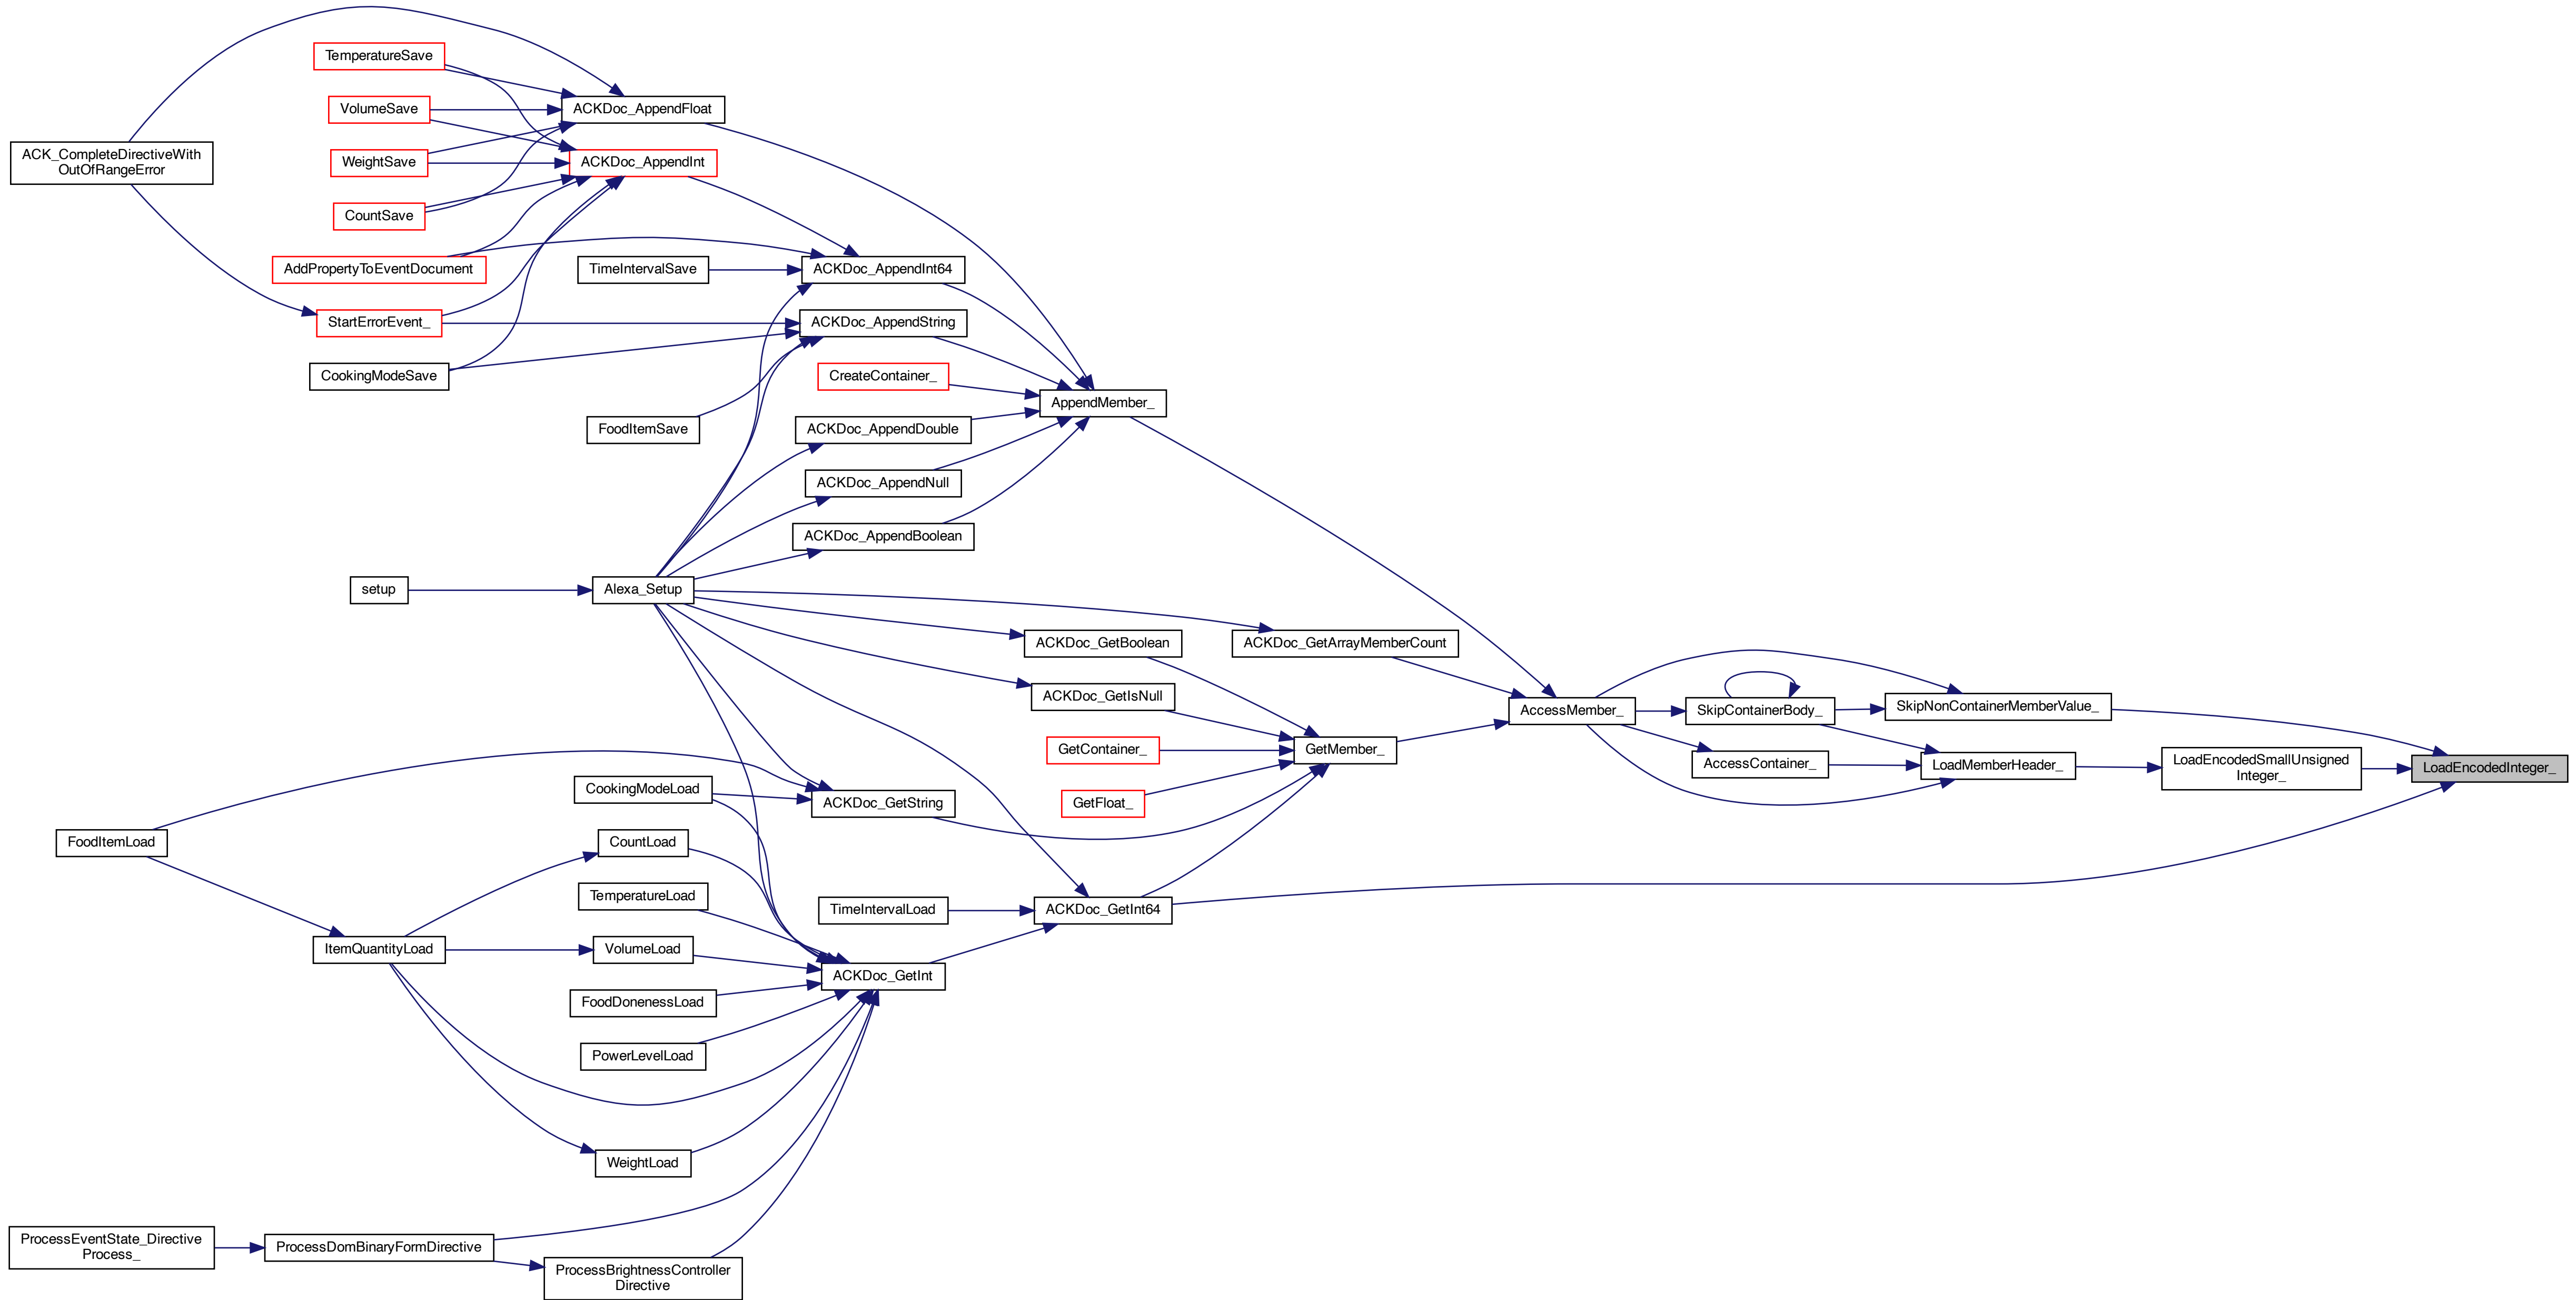 TemperatureSave
VolumeSave
ACKDoc_AppendFloat
ACK_CompleteDirectiveWith
OutOfRangeError
WeightSave
ACKDoc_AppendInt
CountSave
AddPropertyToEventDocument
TimeIntervalSave
ACKDoc_AppendInt64
StartErrorEvent_
ACKDoc_AppendString
CookingModeSave
CreateContainer_
AppendMember_
FoodItemSave
ACKDoc_AppendDouble
ACKDoc_AppendNull
ACKDoc_AppendBoolean
setup
Alexa_Setup
ACKDoc_GetBoolean
ACKDoc_GetArrayMemberCount
ACKDoc_GetIsNull
AccessMember_
SkipContainerBody_
SkipNonContainerMemberValue_
GetContainer_
GetMember_
AccessContainer_
LoadMemberHeader_
LoadEncodedSmallUnsigned
Integer_
LoadEncodedInteger_
CookingModeLoad
ACKDoc_GetString
GetFloat_
FoodItemLoad
CountLoad
TemperatureLoad
TimeIntervalLoad
ACKDoc_GetInt64
ItemQuantityLoad
VolumeLoad
ACKDoc_GetInt
FoodDonenessLoad
PowerLevelLoad
WeightLoad
ProcessEventState_Directive
Process_
ProcessDomBinaryFormDirective
ProcessBrightnessController
Directive